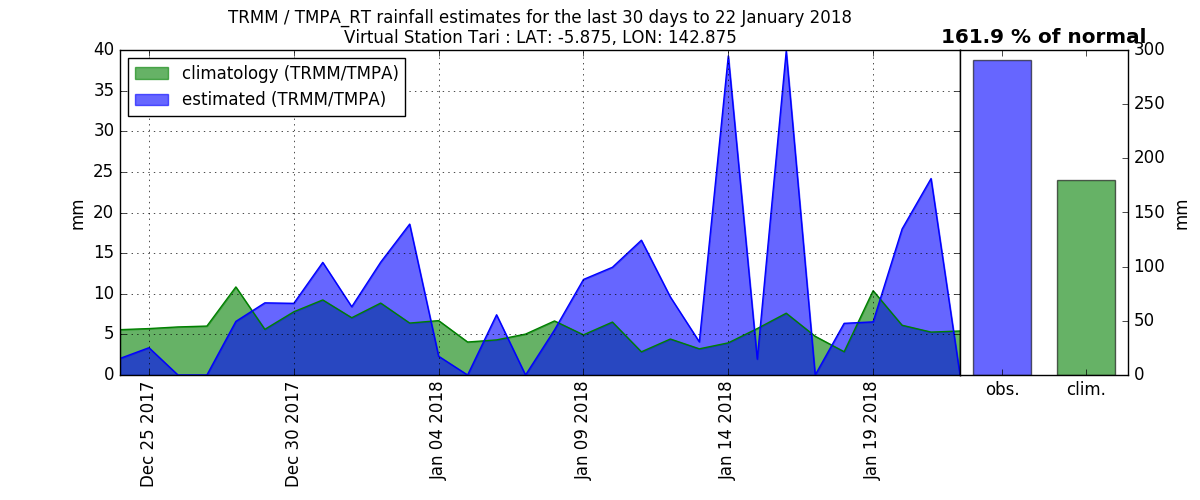 TRMM / TMPA_RT rainfall estimates for the last 30 days to 22 January 2018
Virtual Station Tari : LAT: -5.875, LON: 142.875
161.9 % of normal
climatology (TRMM/TMPA)
estimated (TRMM/TMPA)
40
35
30
25
20
15
10
5
0
mm
Dec 25 2017
Dec 30 2017
Jan 04 2018
Jan 09 2018
Jan 14 2018
Jan 19 2018
obs.
clim.
300
250
200
150
100
50
0
mm